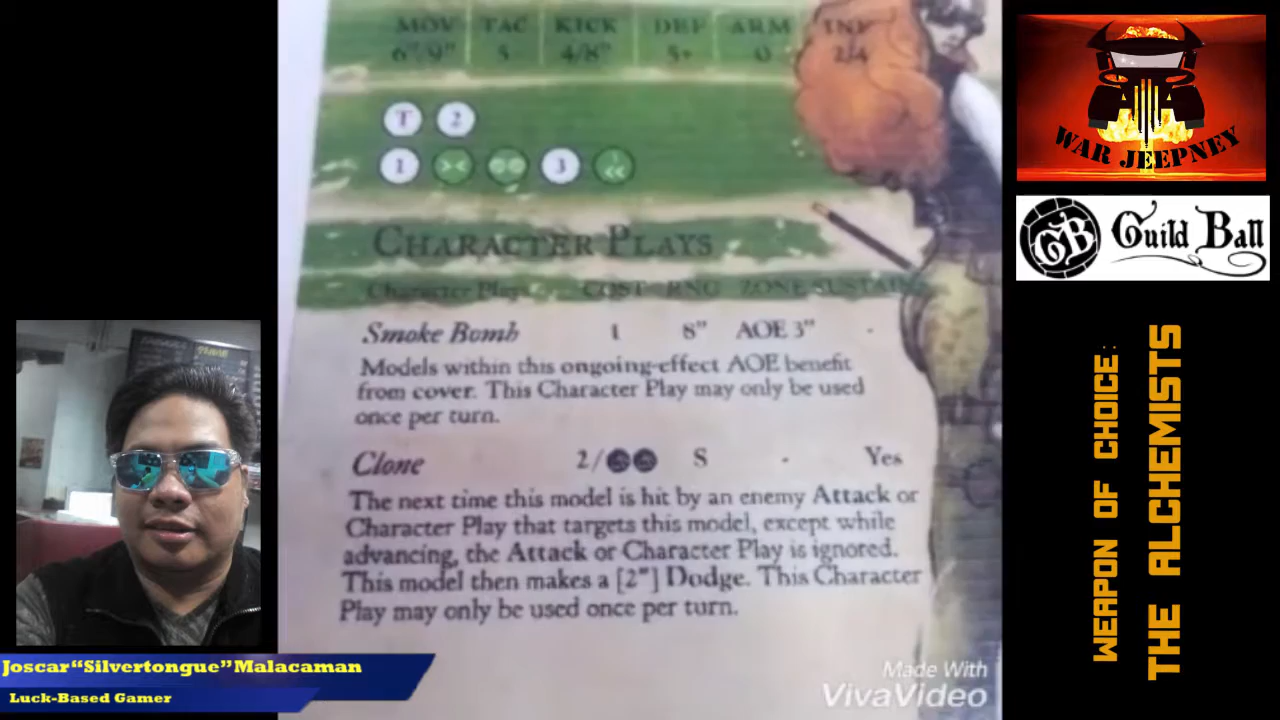 MOV TAC KICK DEF ARM INF
6"/9" 5 4/8" 5+ 0 2/4
T 2
1 3
CHARACTER PLAYS
Character Plays COST RNG ZONE SUSTAIN
Smoke Bomb 1 8" AOE 3" -
Models within this ongoing-effect AOE benefit
from cover. This Character Play may only be used
once per turn.
Clone 2/ S - Yes
The next time this model is hit by an enemy Attack or
Character Play that targets this model, except while
advancing, the Attack or Character Play is ignored.
This model then makes a [2"] Dodge. This Character
Play may only be used once per turn.
Made With
VivaVideo
WAR JEEPNEY
GB Guild Ball
WEAPON OF CHOICE:
THE ALCHEMISTS
Joscar"Silvertongue"Malacaman
Luck-Based Gamer